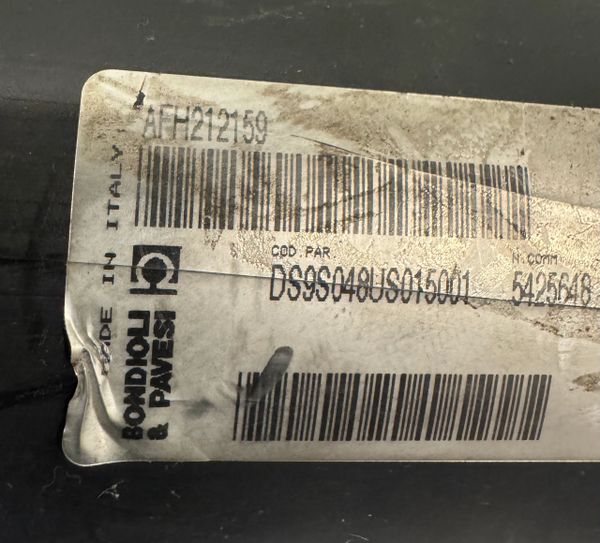 AFH212159
MADE IN ITALY
BONDIOLI
& PAVESI
COD.PAR N.COMM
DS9S048US015001 5425648